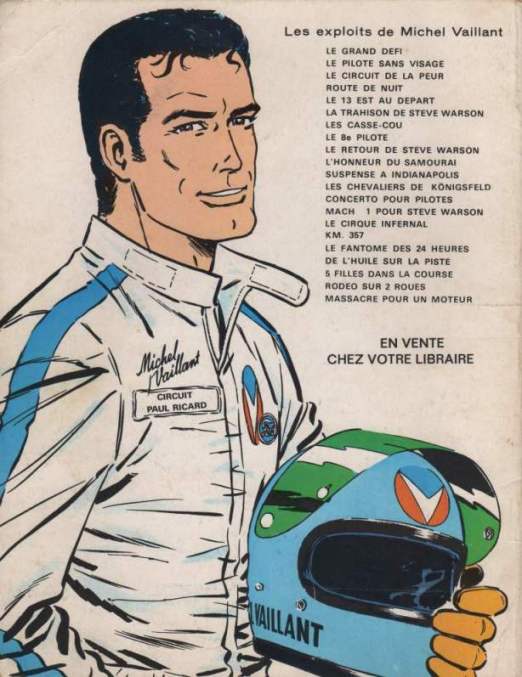 Les exploits de Michel Vaillant
LE GRAND DEFI
LE PILOTE SANS VISAGE
LE CIRCUIT DE LA PEUR
ROUTE DE NUIT
LE 13 EST AU DEPART
LA TRAHISON DE STEVE WARSON
LES CASSE-COU
LE 8e PILOTE
LE RETOUR DE STEVE WARSON
L'HONNEUR DU SAMOURAI
SUSPENSE A INDIANAPOLIS
LES CHEVALIERS DE KÖNIGSFELD
CONCERTO POUR PILOTES
MACH 1 POUR STEVE WARSON
LE CIRQUE INFERNAL
KM. 357
LE FANTOME DES 24 HEURES
DE L'HUILE SUR LA PISTE
5 FILLES DANS LA COURSE
RODEO SUR 2 ROUES
MASSACRE POUR UN MOTEUR
EN VENTE
CHEZ VOTRE LIBRAIRE
Michel
Vaillant
CIRCUIT
PAUL RICARD
VAILLANT